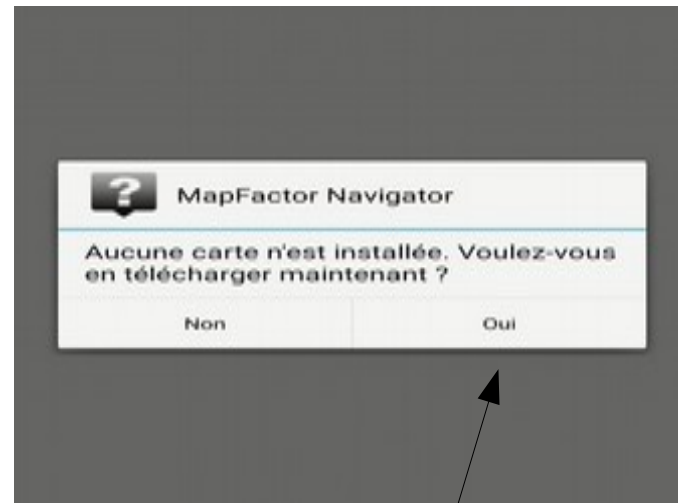 MapFactor Navigator
Aucune carte n'est installée. Voulez-vous
en télécharger maintenant ?
Non
Oui